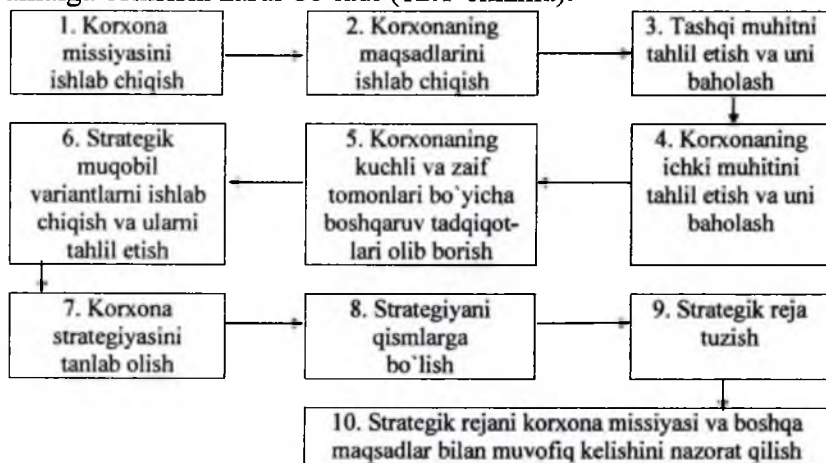 1. Korxona
missiyasini
ishlab chiqish
2. Korxonaning
maqsadlarini
ishlab chiqish
3. Tashqi muhitni
tahlil etish va uni
baholash
6. Strategik
muqobil
variantlarni ishlab
chiqish va ularni
tahlil etish
5. Korxonaning
kuchli va zaif
tomonlari bo`yicha
boshqaruv tadqiqot-
lari olib borish
4. Korxonaning
ichki muhitini
tahlil etish va uni
baholash
7. Korxona
strategiyasini
tanlab olish
8. Strategiyani
qismlarga
bo`lish
9. Strategik reja
tuzish
10. Strategik rejani korxona missiyasi va boshqa
maqsadlar bilan muvofiq kelishini nazorat qilish